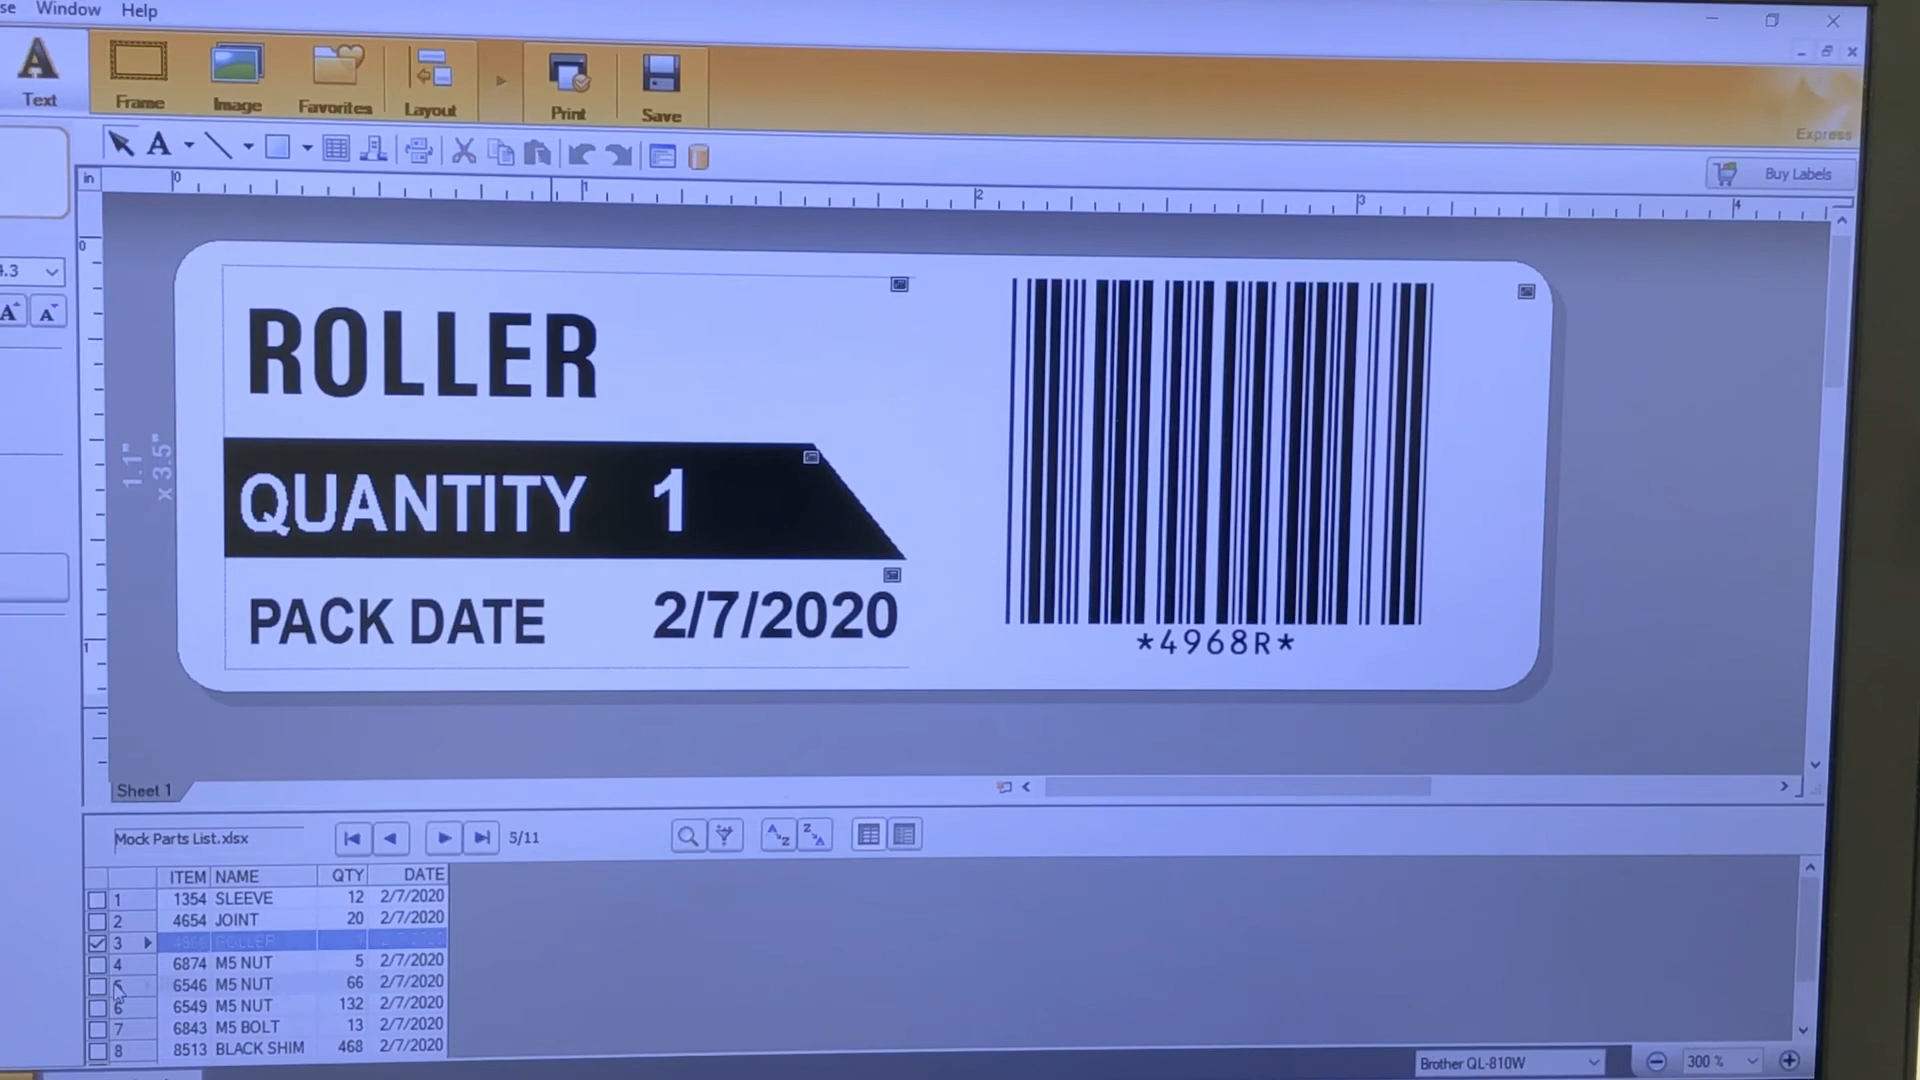 Window Help
Text Frame Image Favorites Layout Print Save
Express
A
in 0 1 2 3 4
Buy Labels
0
A A
1.1"
x 3.5"
1
ROLLER
QUANTITY 1
PACK DATE 2/7/2020
*4968R*
Sheet 1
Mock Parts List.xlsx 5/11
ITEM NAME QTY DATE
1 1354 SLEEVE 12 2/7/2020
2 4654 JOINT 20 2/7/2020
3 ROLLER
4 6874 M5 NUT 5 2/7/2020
5 6546 M5 NUT 66 2/7/2020
6 6549 M5 NUT 132 2/7/2020
7 6843 M5 BOLT 13 2/7/2020
8 8513 BLACK SHIM 468 2/7/2020
Brother QL-810W 300 %